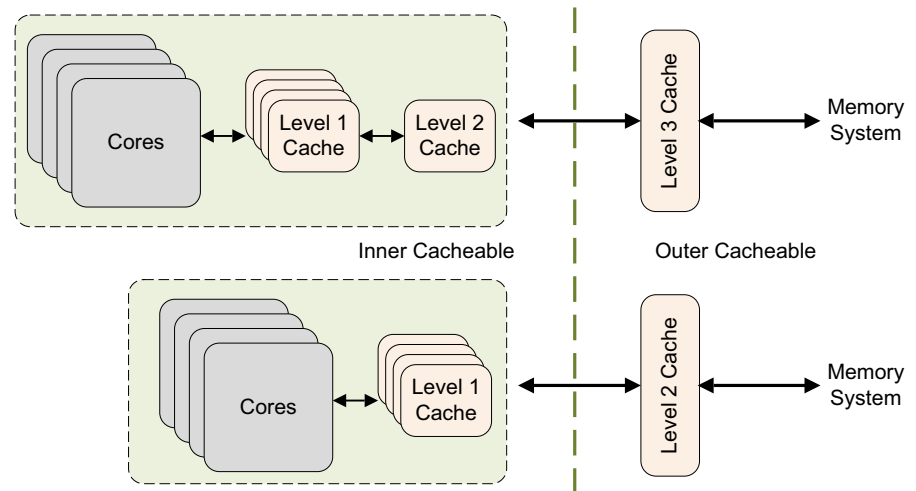 Cores
Level 1
Cache
Level 2
Cache
Level 3 Cache
Memory
System
Inner Cacheable
Outer Cacheable
Cores
Level 1
Cache
Level 2 Cache
Memory
System